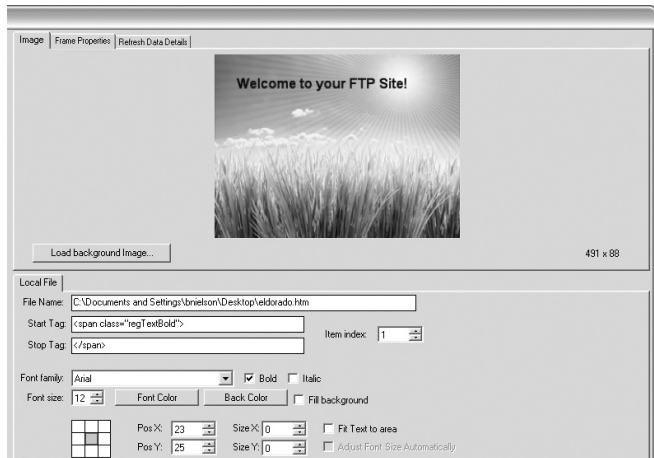 Image Frame Properties Refresh Data Details
Welcome to your FTP Site!
Load background Image...
491 x 88
Local File
File Name: C:\Documents and Settings\bnielson\Desktop\eldorado.htm
Start Tag: <span class="regTextBold">
Item index: 1
Stop Tag: </span>
Font family: Arial Bold Italic
Font size: 12 Font Color Back Color Fill background
Pos X: 23 Size X: 0 Fit Text to area
Pos Y: 25 Size Y: 0 Adjust Font Size Automatically